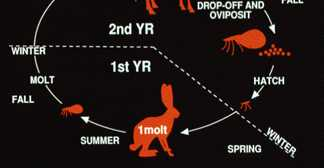 FALL
DROP-OFF AND
OVIPOSIT
2nd YR
WINTER
1st YR
MOLT
HATCH
FALL
1molt
SUMMER
SPRING
WINTER